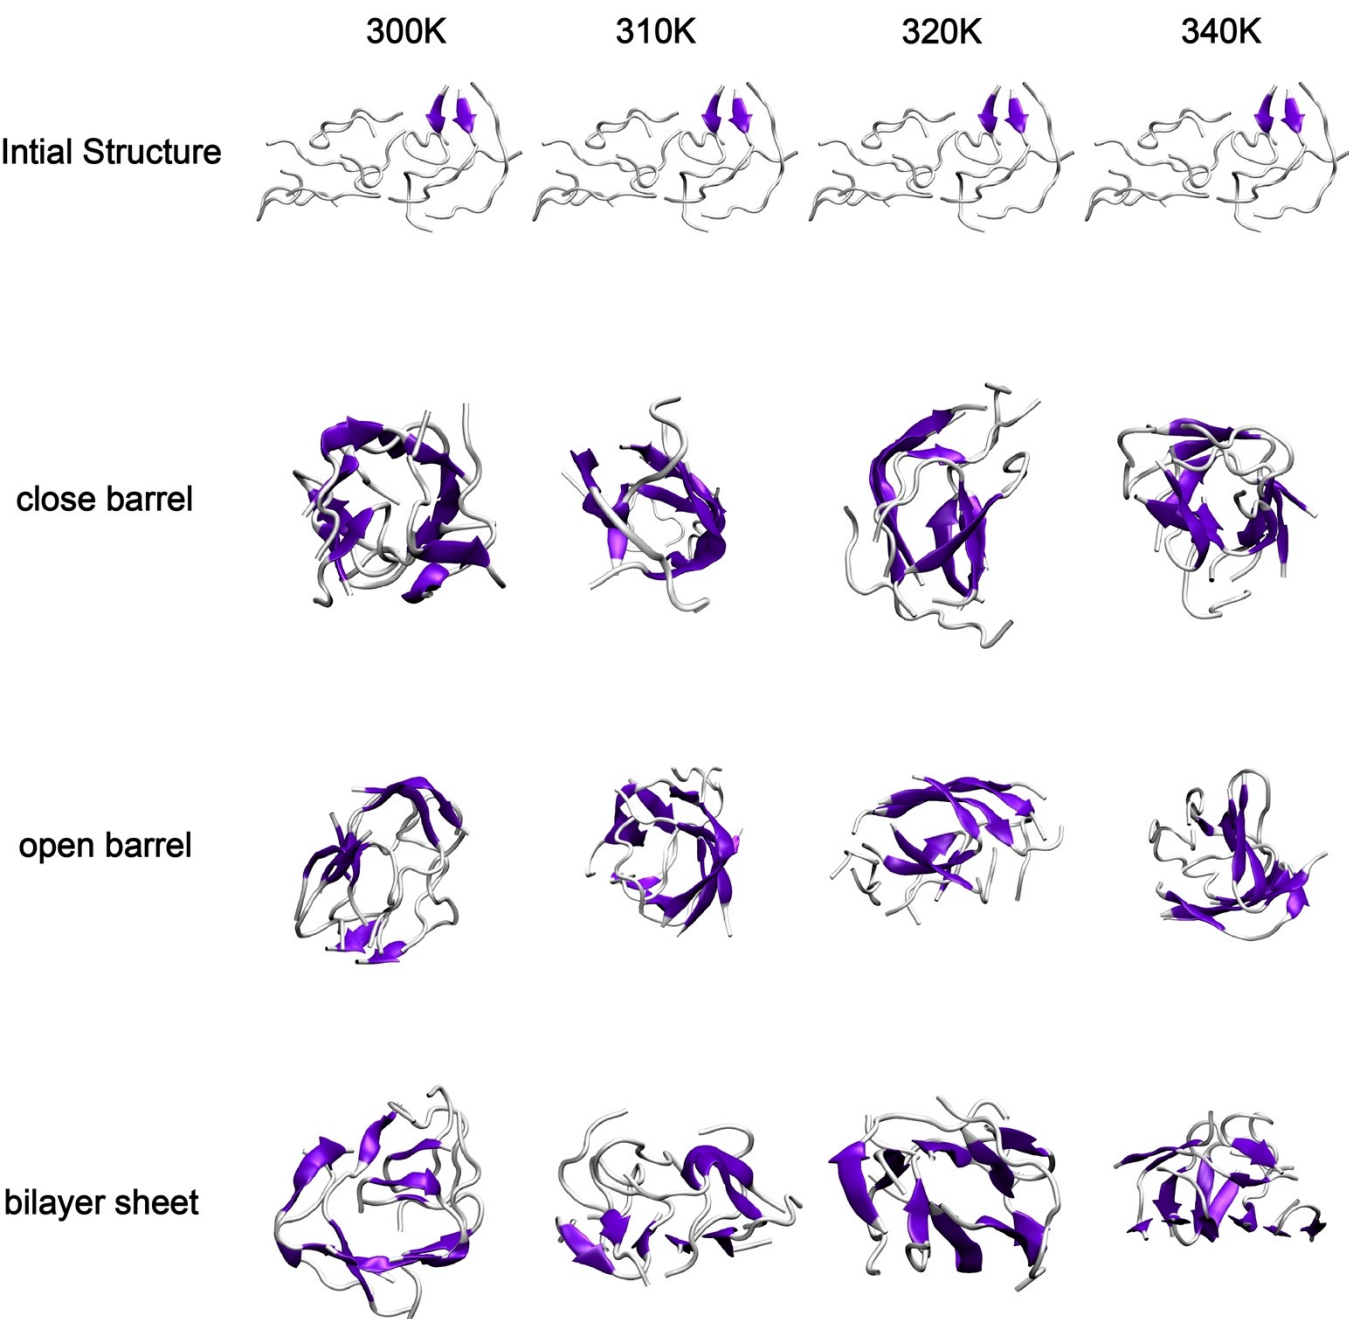 300K 310K 320K 340K
Intial Structure
close barrel
open barrel
bilayer sheet